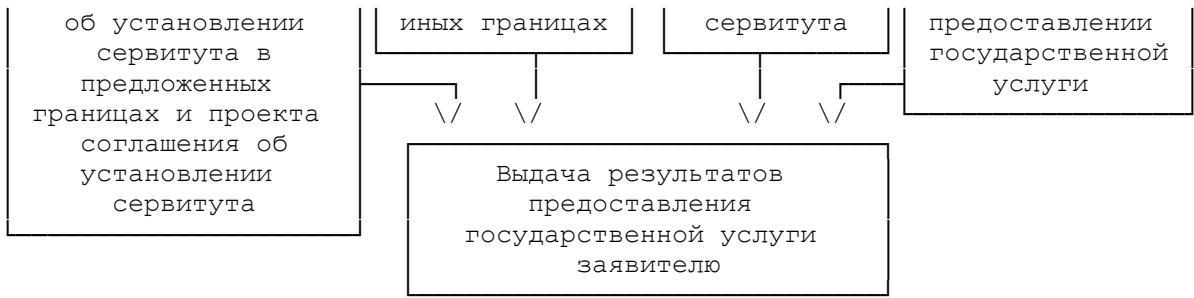 об установлении
сервитута в
предложенных
границах и проекта
соглашения об
установлении
сервитута
иных границах
сервитута
предоставлении
государственной
услуги
\/ \/ \/ \/
Выдача результатов
предоставления
государственной услуги
заявителю